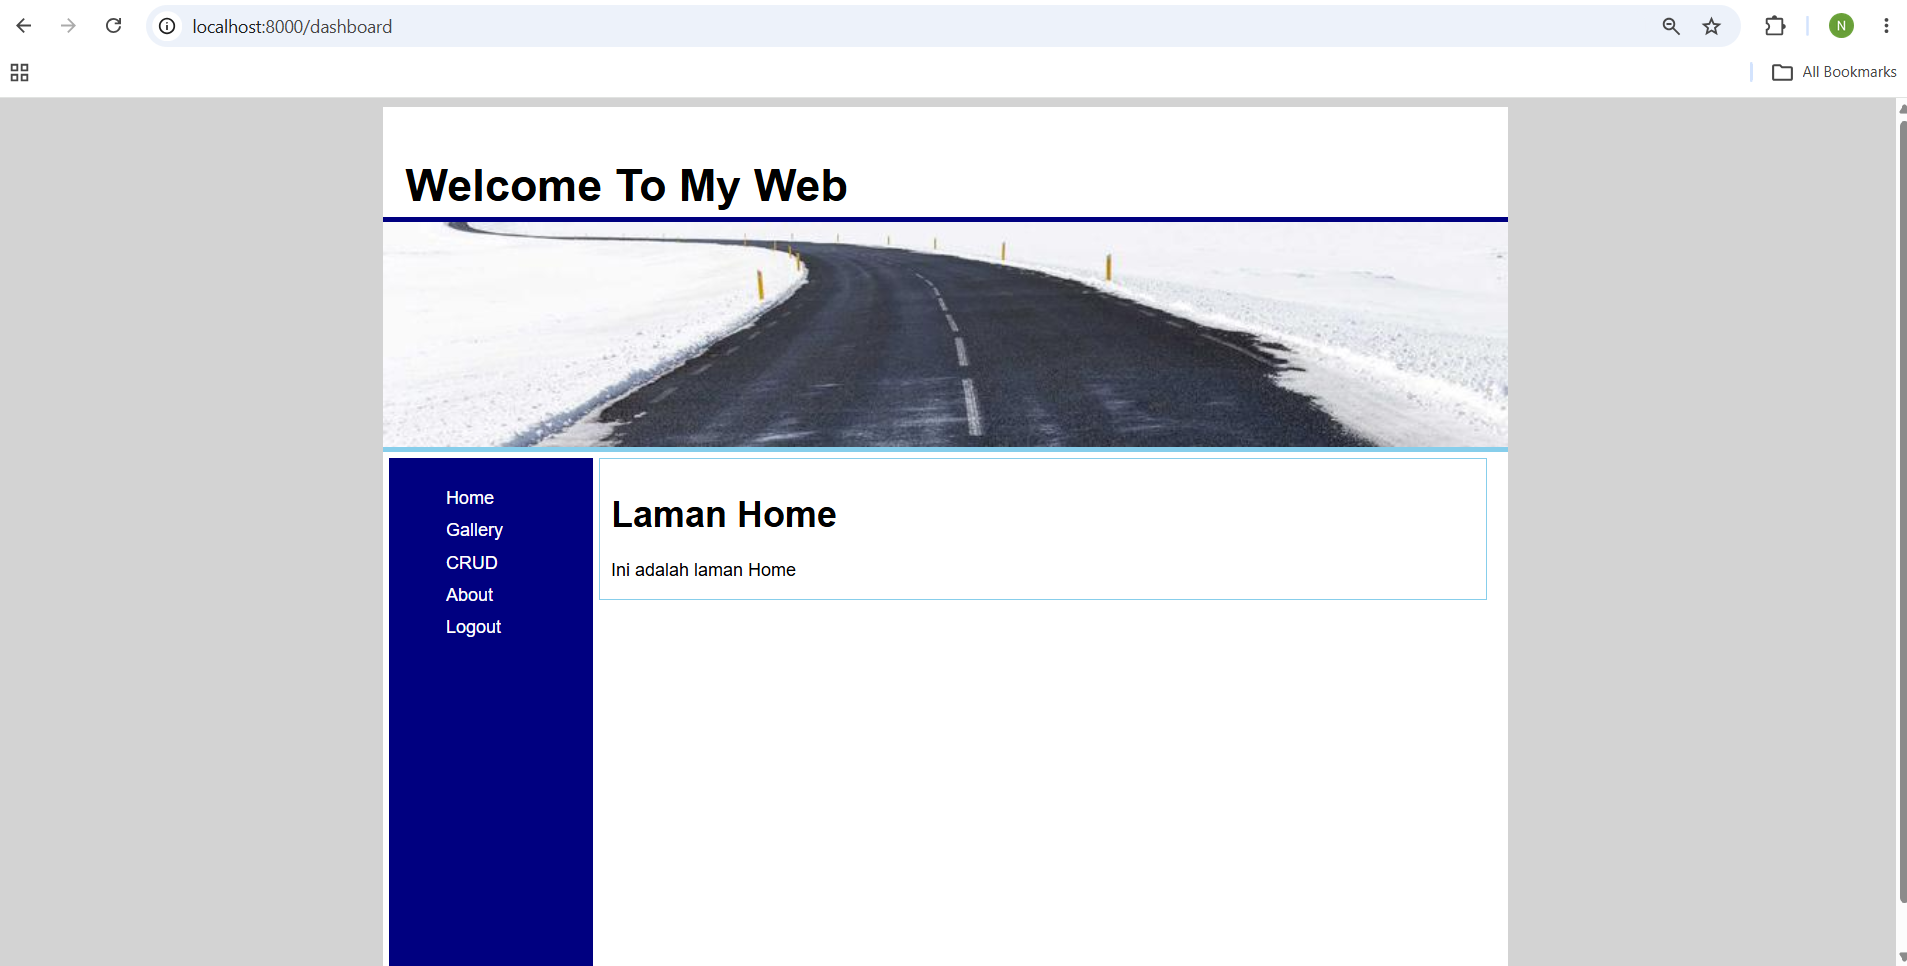 localhost:8000/dashboard
N
All Bookmarks
Welcome To My Web
Home
Gallery
CRUD
About
Logout
Laman Home
Ini adalah laman Home